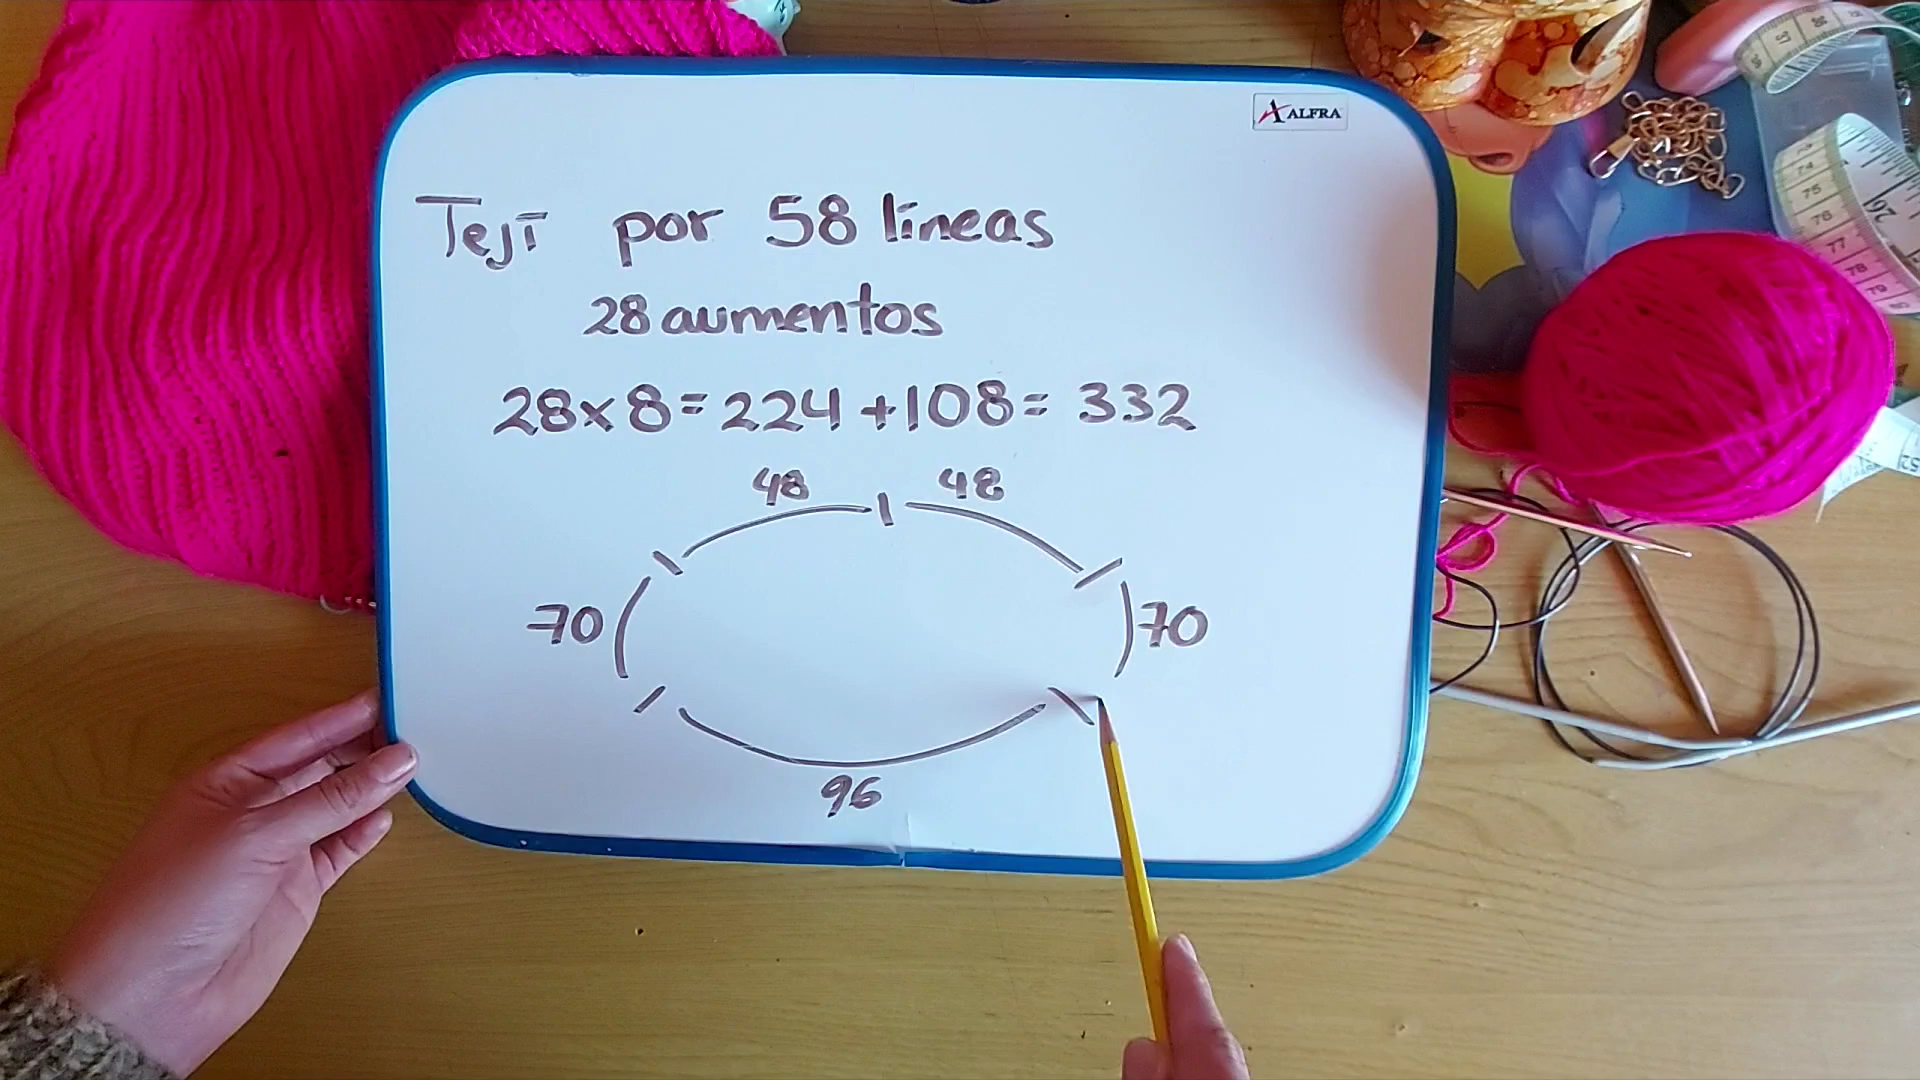 ALFRA
Tejí por 58 líneas
28 aumentos
28x8=224+108=332
48 48
70 70
96